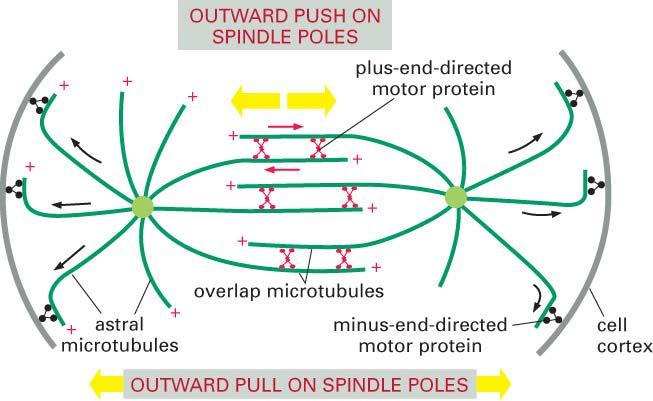 OUTWARD PUSH ON
SPINDLE POLES
plus-end-directed
motor protein
+
+
+
+
+
+
+
+
+
+
+
+
+
overlap microtubules
astral
microtubules
minus-end-directed
motor protein
cell
cortex
OUTWARD PULL ON SPINDLE POLES